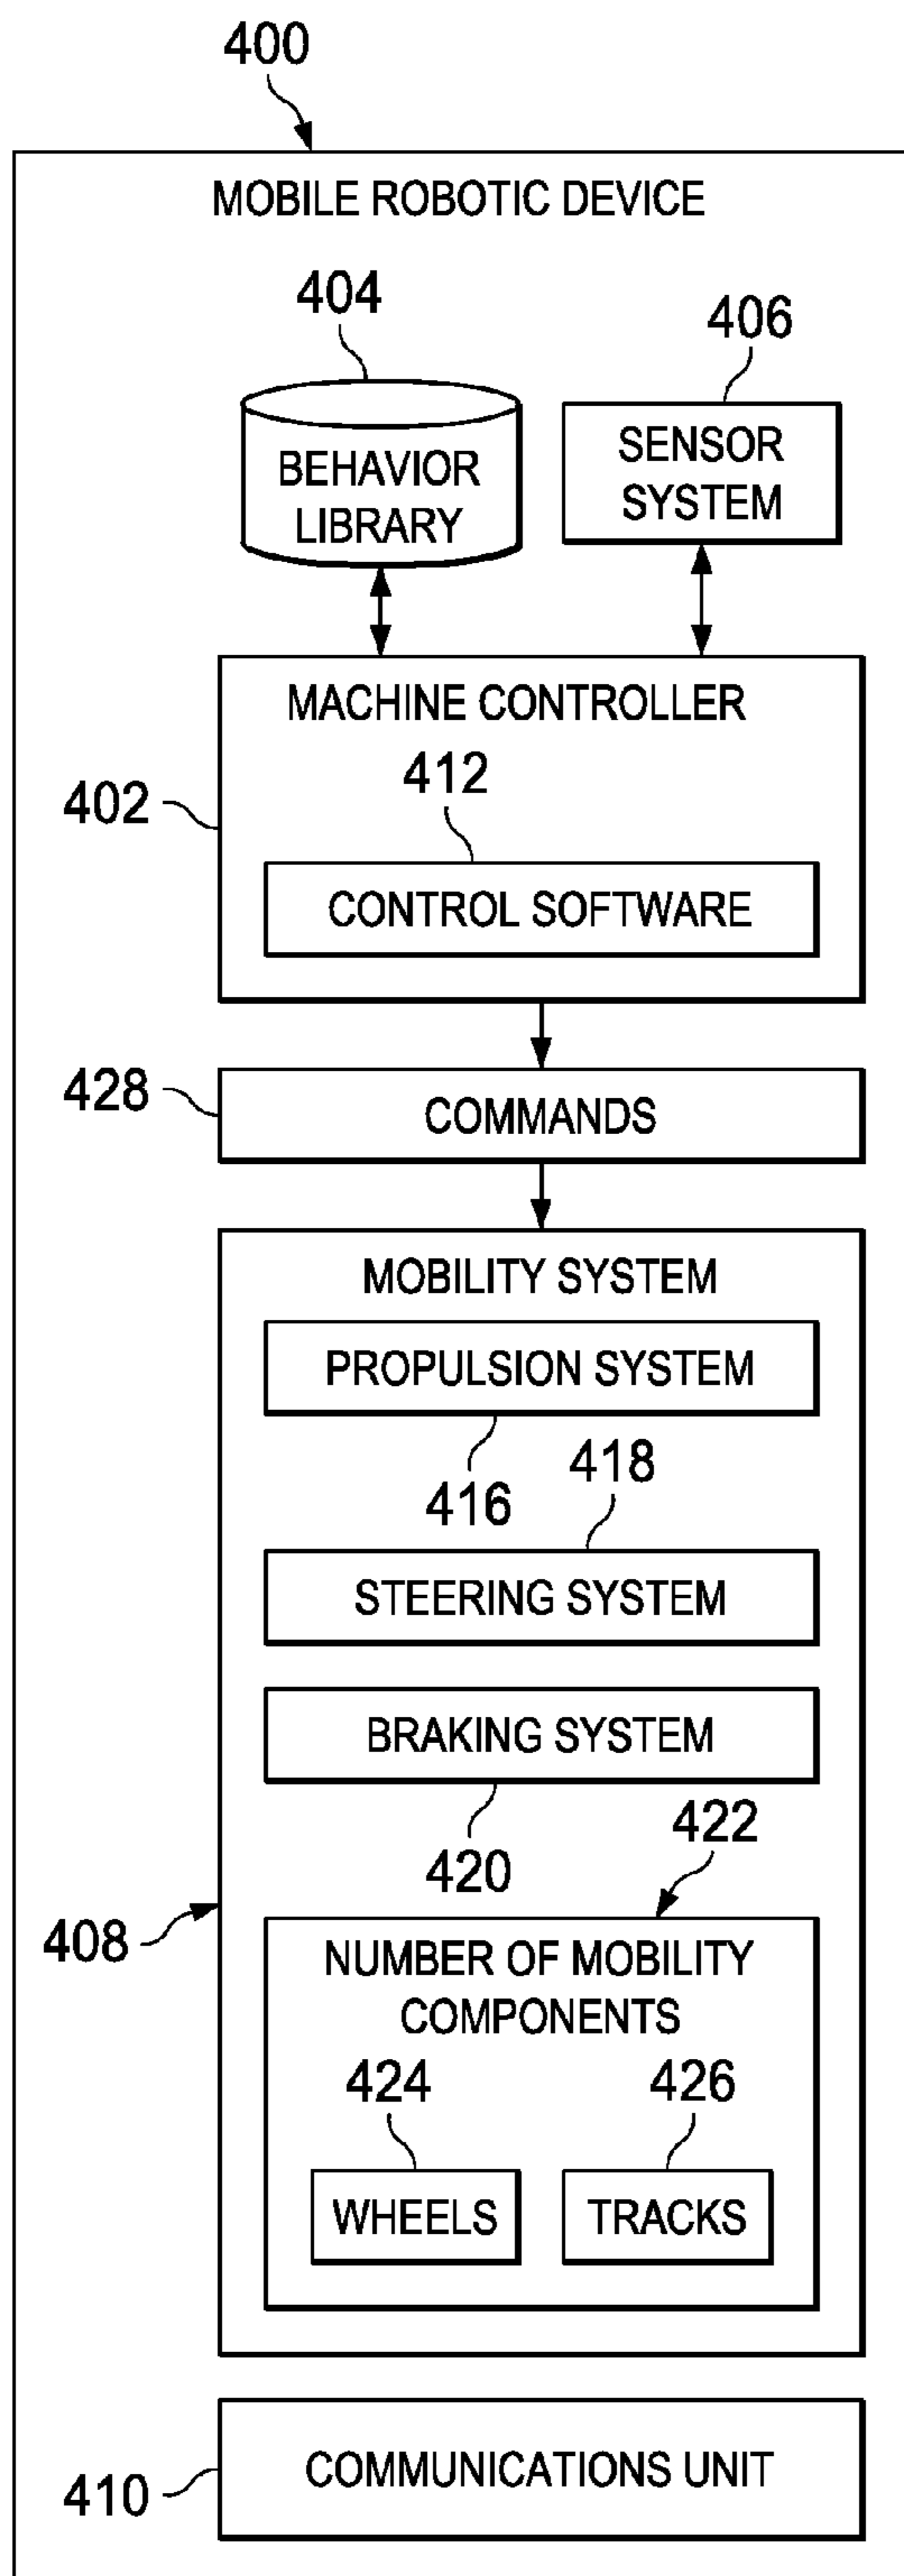 400
MOBILE ROBOTIC DEVICE
404
406
BEHAVIOR
LIBRARY
SENSOR
SYSTEM
MACHINE CONTROLLER
402
412
CONTROL SOFTWARE
428
COMMANDS
MOBILITY SYSTEM
PROPULSION SYSTEM
416
418
STEERING SYSTEM
BRAKING SYSTEM
420
422
408
NUMBER OF MOBILITY
COMPONENTS
424
426
WHEELS
TRACKS
COMMUNICATIONS UNIT
410